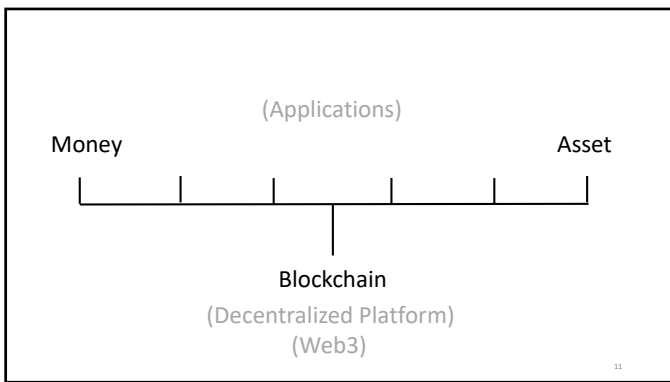 (Applications)
Money Asset
Blockchain
(Decentralized Platform)
(Web3)
11